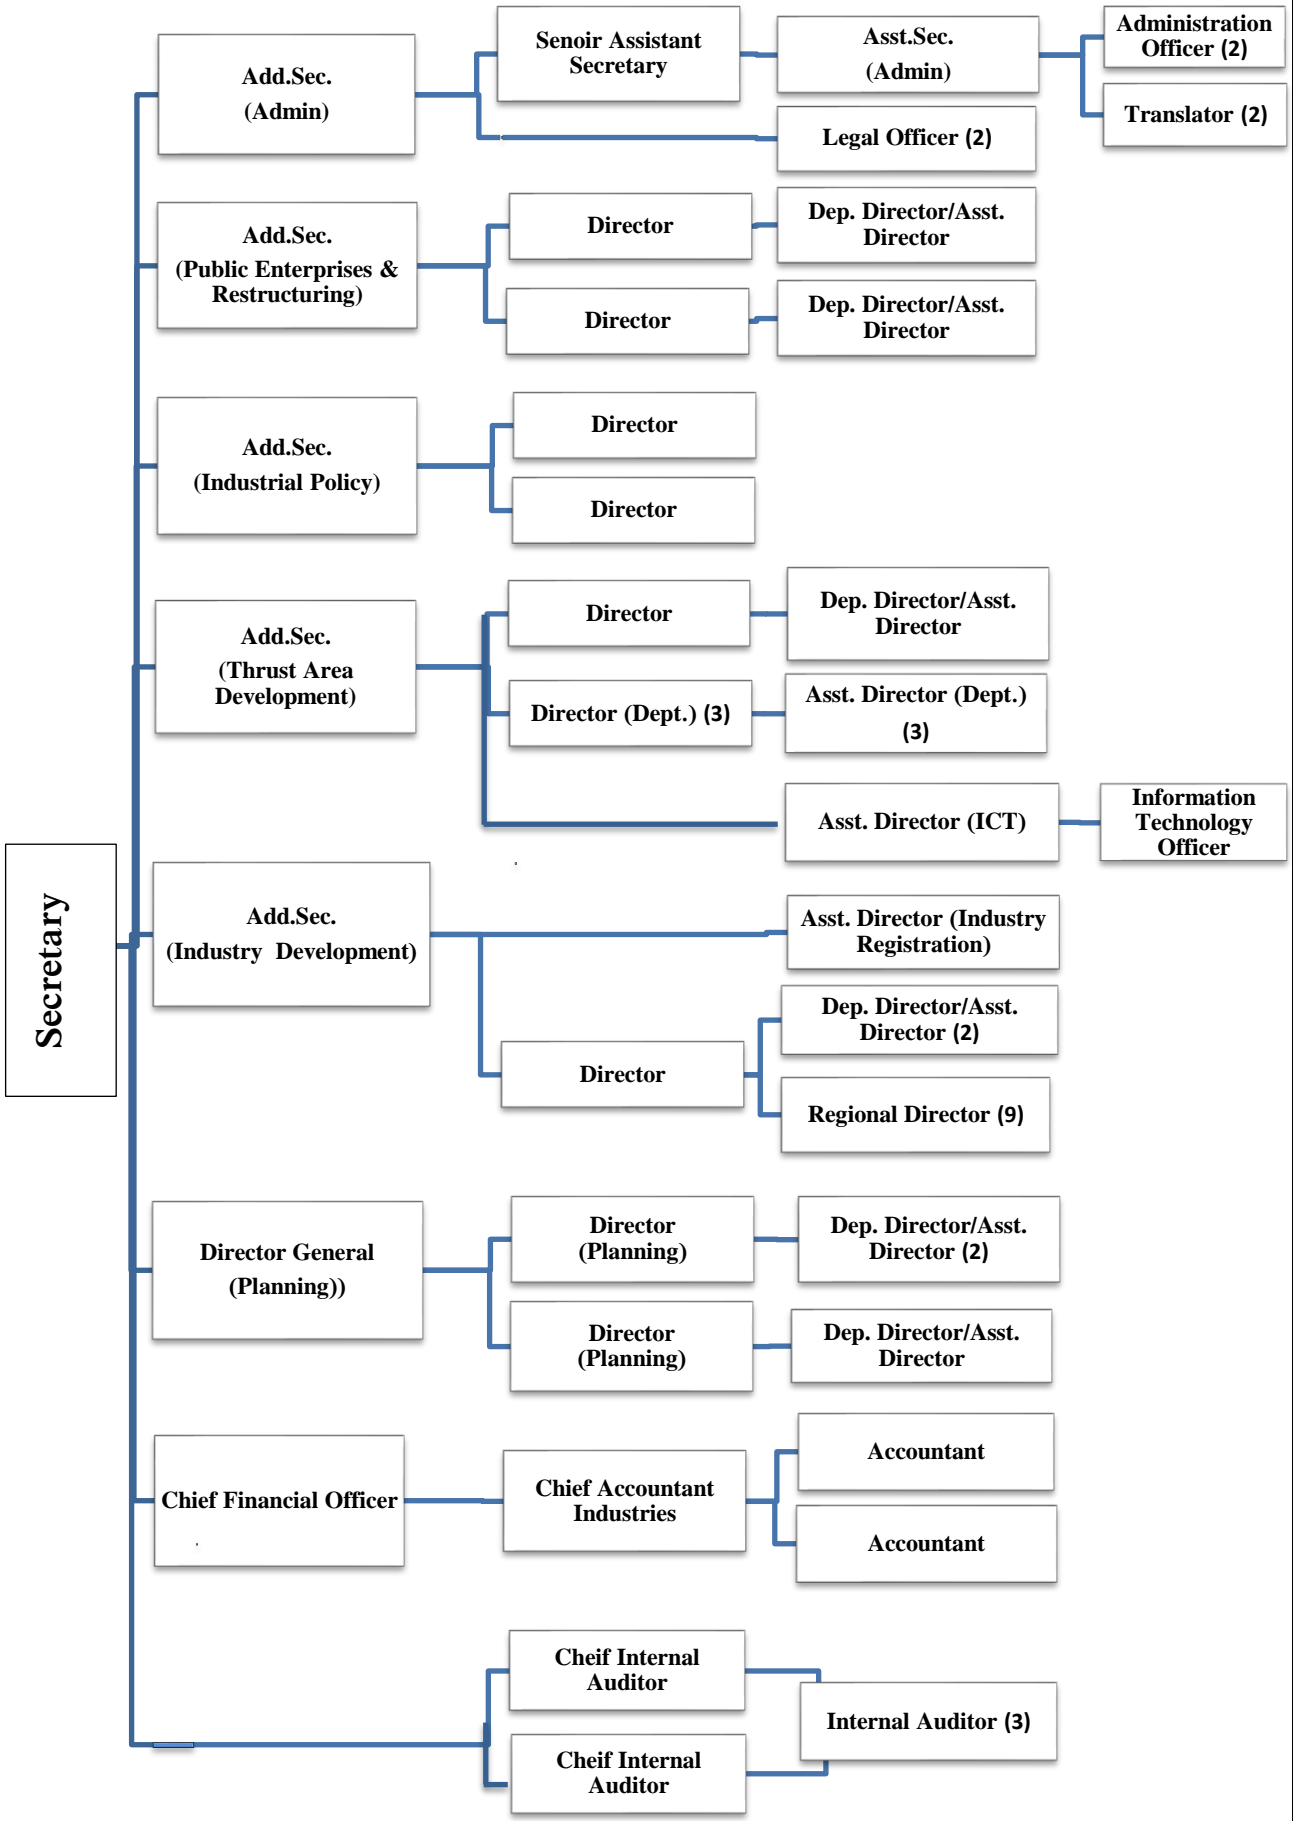 Secretary
Add.Sec.
(Admin)
Senoir Assistant
Secretary
Asst.Sec.
(Admin)
Administration
Officer (2)
Translator (2)
Legal Officer (2)
Add.Sec.
(Public Enterprises &
Restructuring)
Director
Dep. Director/Asst.
Director
Director
Dep. Director/Asst.
Director
Add.Sec.
(Industrial Policy)
Director
Director
Add.Sec.
(Thrust Area
Development)
Director
Dep. Director/Asst.
Director
Director (Dept.) (3)
Asst. Director (Dept.)
(3)
Asst. Director (ICT)
Information
Technology
Officer
Add.Sec.
(Industry Development)
Asst. Director (Industry
Registration)
Director
Dep. Director/Asst.
Director (2)
Regional Director (9)
Director General
(Planning))
Director
(Planning)
Dep. Director/Asst.
Director (2)
Director
(Planning)
Dep. Director/Asst.
Director
Chief Financial Officer
Chief Accountant
Industries
Accountant
Accountant
Cheif Internal
Auditor
Cheif Internal
Auditor
Internal Auditor (3)